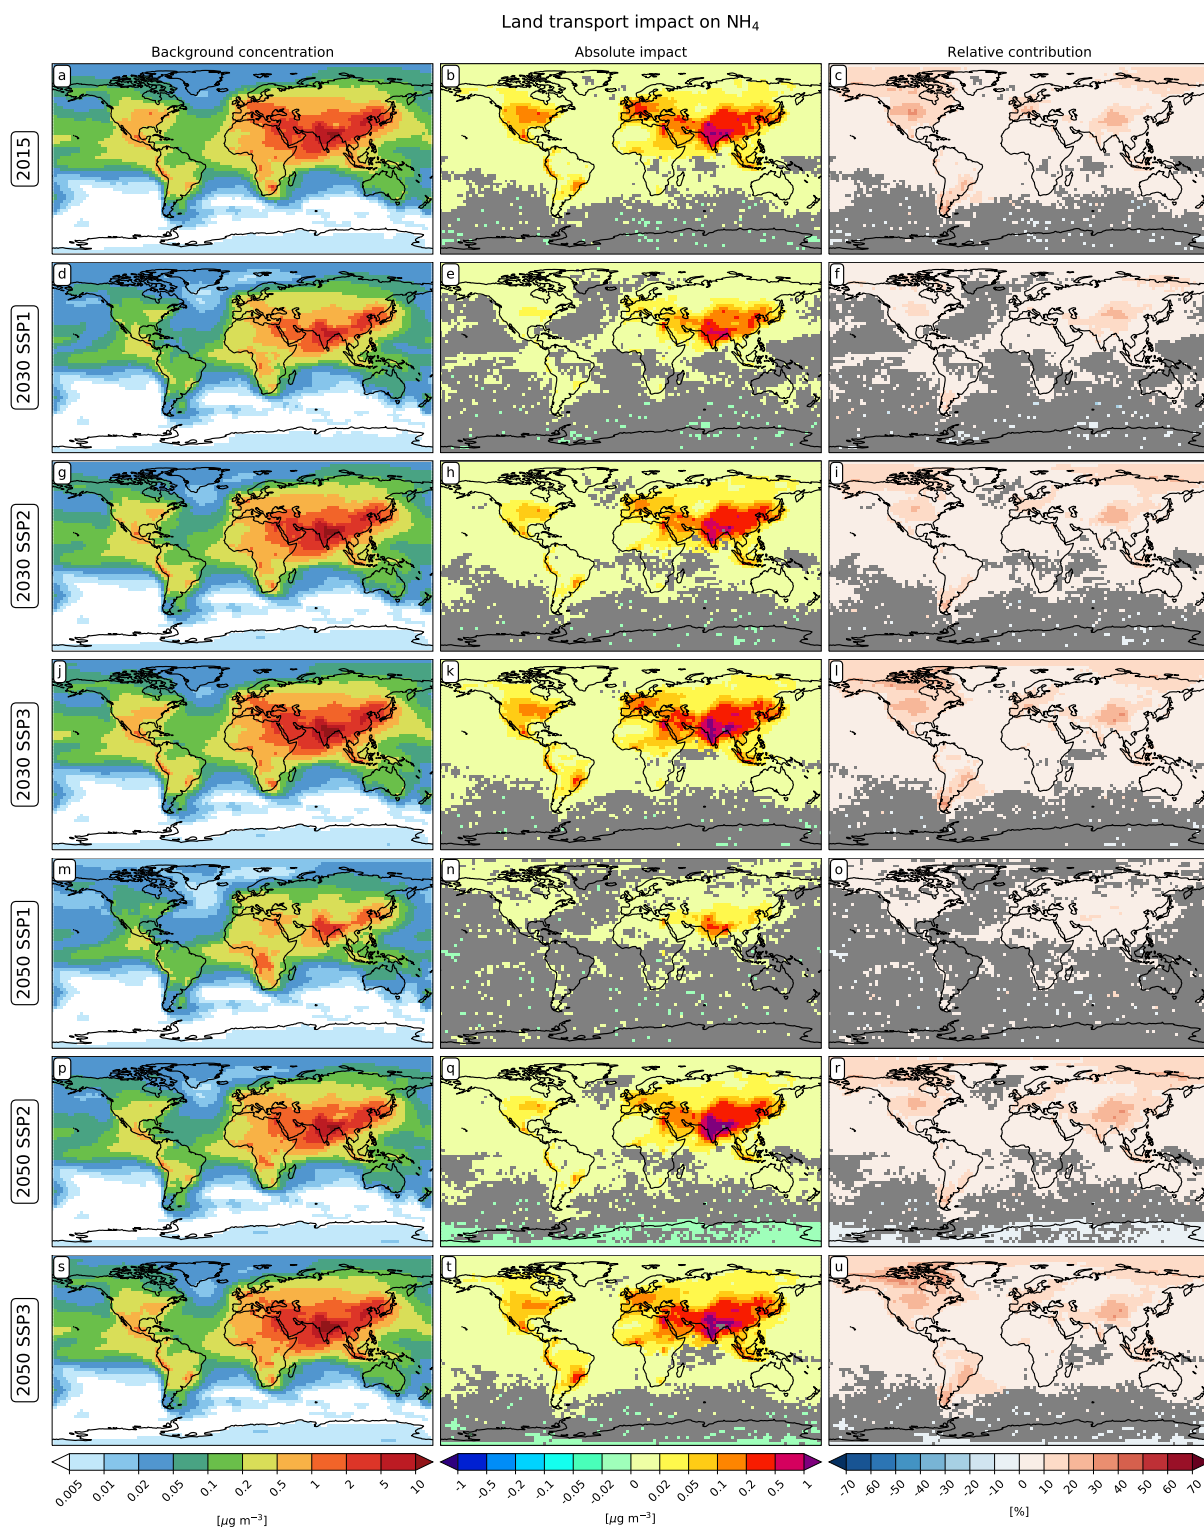 Land transport impact on NH₄
Background concentration Absolute impact Relative contribution
2015 a b c
2030 SSP1 d e f
2030 SSP2 g h i
2030 SSP3 j k l
2050 SSP1 m n o
2050 SSP2 p q r
2050 SSP3 s t u
0.005 0.01 0.02 0.05 0.1 0.2 0.5 1 2 5 10 -1 -0.5 -0.2 -0.1 -0.05 -0.02 0 0.02 0.05 0.1 0.2 0.5 1 -70 -60 -50 -40 -30 -20 -10 0 10 20 30 40 50 60 70
[μg m⁻³] [μg m⁻³] [%]